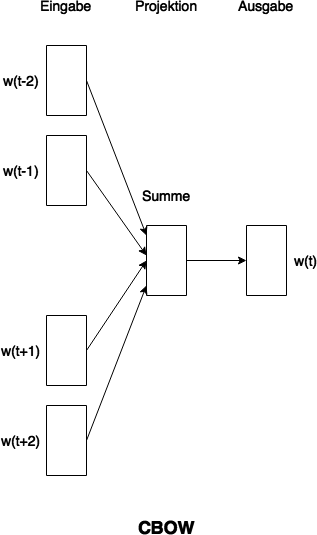 Eingabe Projektion Ausgabe
w(t-2)
w(t-1)
Summe
w(t)
w(t+1)
w(t+2)
CBOW